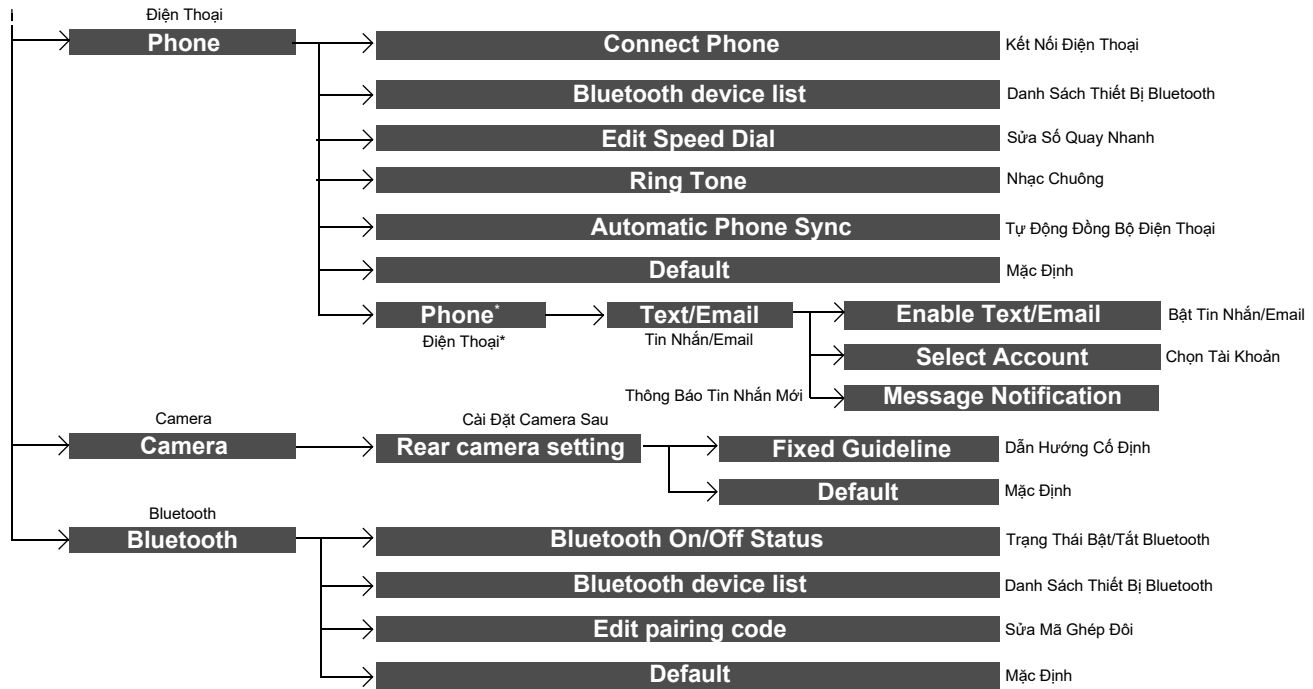 Điện Thoại
Phone
Connect Phone
Kết Nối Điện Thoại
Bluetooth device list
Danh Sách Thiết Bị Bluetooth
Edit Speed Dial
Sửa Số Quay Nhanh
Ring Tone
Nhạc Chuông
Automatic Phone Sync
Tự Động Đồng Bộ Điện Thoại
Default
Mặc Định
Phone*
Điện Thoại*
Text/Email
Tin Nhắn/Email
Enable Text/Email
Bật Tin Nhắn/Email
Select Account
Chọn Tài Khoản
Thông Báo Tin Nhắn Mới
Message Notification
Camera
Camera
Cài Đặt Camera Sau
Rear camera setting
Fixed Guideline
Dẫn Hướng Cố Định
Default
Mặc Định
Bluetooth
Bluetooth
Bluetooth On/Off Status
Trạng Thái Bật/Tắt Bluetooth
Bluetooth device list
Danh Sách Thiết Bị Bluetooth
Edit pairing code
Sửa Mã Ghép Đôi
Default
Mặc Định